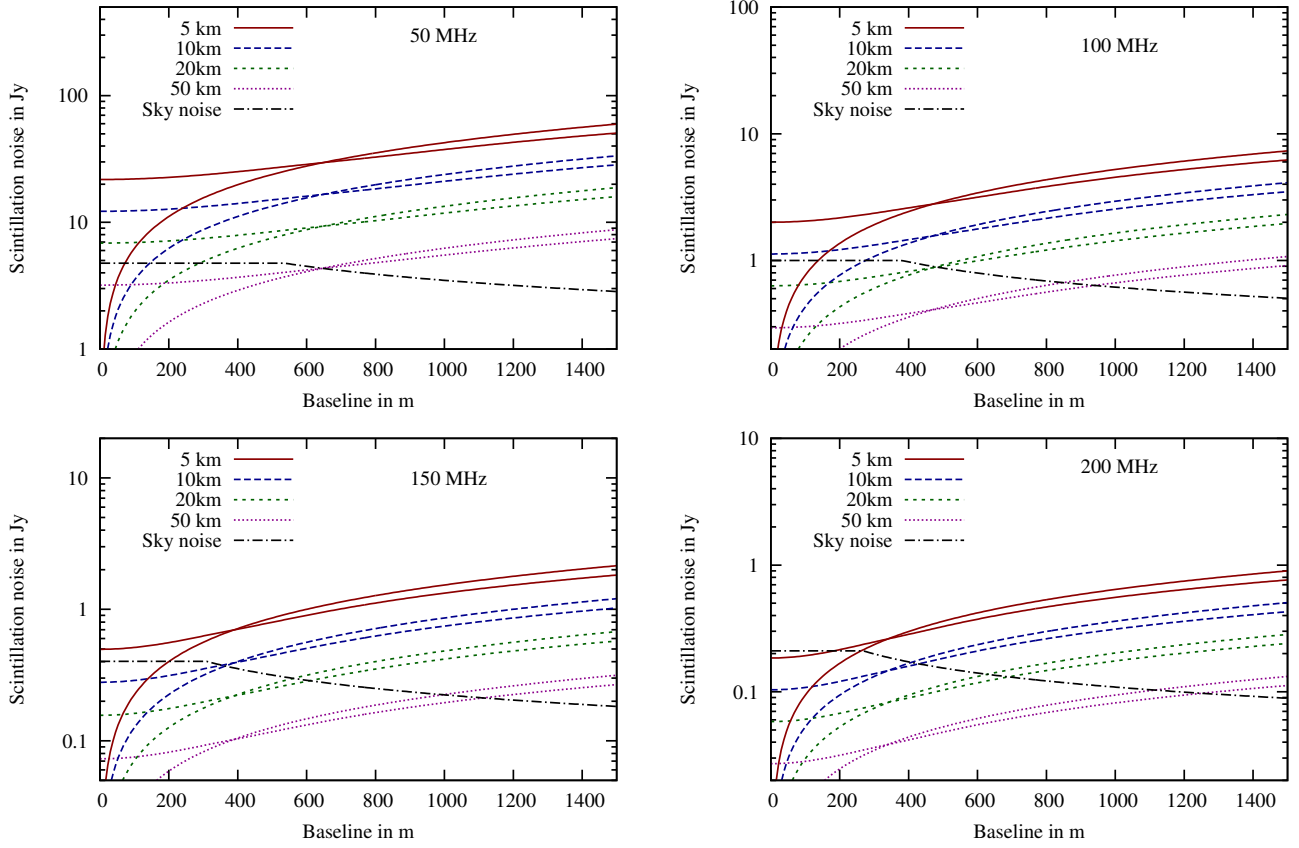 50 MHz
5 km
10km
20km
50 km
Sky noise
Scintillation noise in Jy
100
10
1
0 200 400 600 800 1000 1200 1400
Baseline in m
100 MHz
5 km
10km
20km
50 km
Sky noise
Scintillation noise in Jy
100
10
1
0 200 400 600 800 1000 1200 1400
Baseline in m
150 MHz
5 km
10km
20km
50 km
Sky noise
Scintillation noise in Jy
10
1
0.1
0 200 400 600 800 1000 1200 1400
Baseline in m
200 MHz
5 km
10km
20km
50 km
Sky noise
Scintillation noise in Jy
10
1
0.1
0 200 400 600 800 1000 1200 1400
Baseline in m